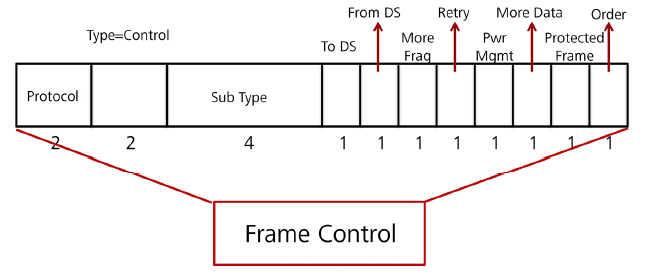 From DS
Retry
More Data
Order
Type=Control
To DS
More
Frag
Pwr
Mgmt
Protected
Frame
Protocol
Sub Type
2
2
4
1
1
1
1
1
1
1
1
Frame Control